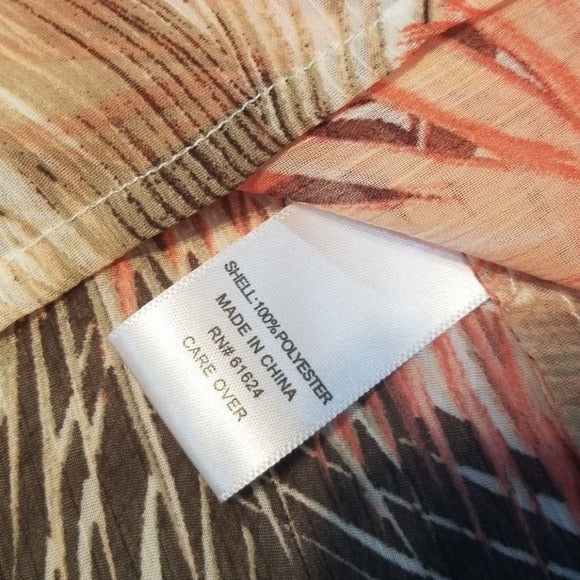 SHELL:100%POLYESTER
MADE IN CHINA
RN# 61624
CARE OVER